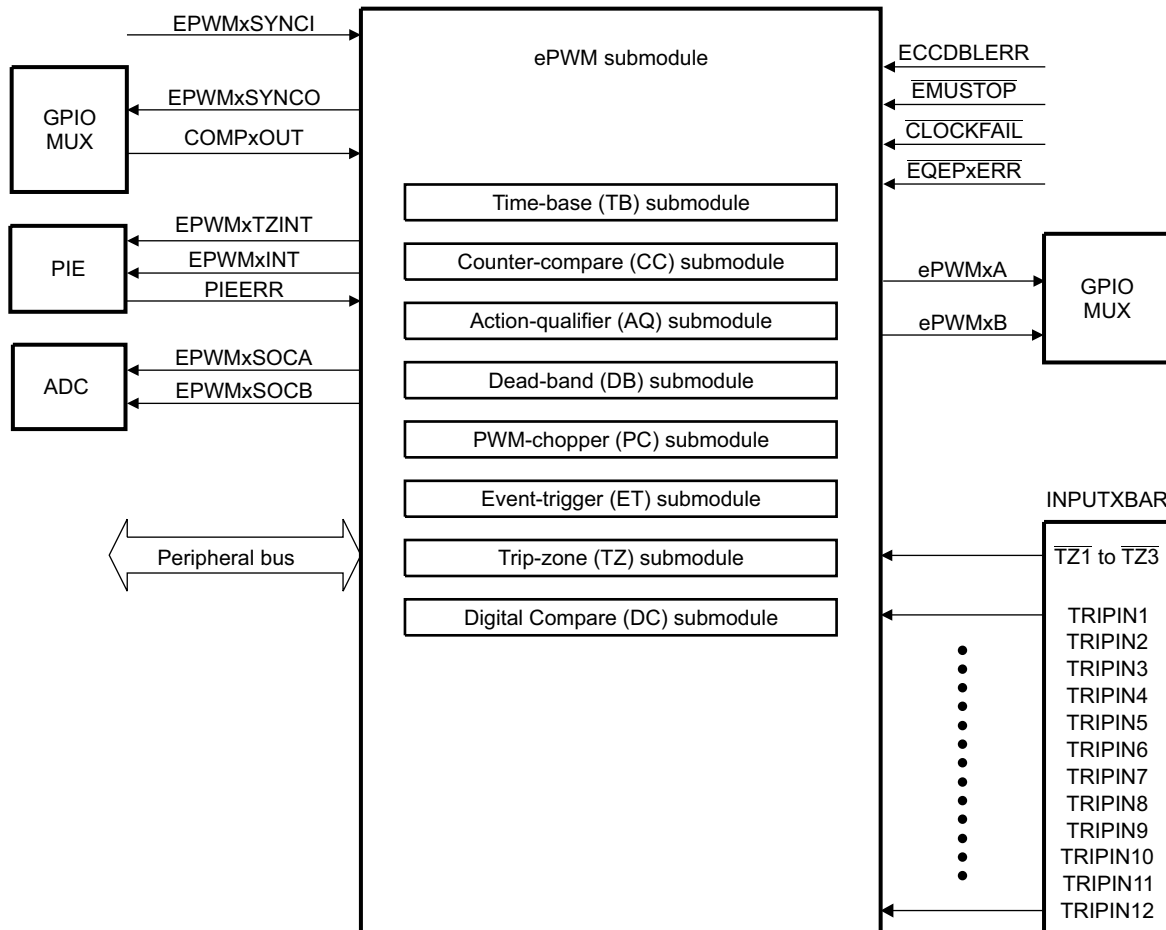 EPWMxSYNCI
GPIO
MUX
EPWMxSYNCO
COMPxOUT
PIE
EPWMxTZINT
EPWMxINT
PIEERR
ADC
EPWMxSOCA
EPWMxSOCB
Peripheral bus
ePWM submodule
Time-base (TB) submodule
Counter-compare (CC) submodule
Action-qualifier (AQ) submodule
Dead-band (DB) submodule
PWM-chopper (PC) submodule
Event-trigger (ET) submodule
Trip-zone (TZ) submodule
Digital Compare (DC) submodule
ECCDBLERR
EMUSTOP
CLOCKFAIL
EQEPxERR
ePWMxA
ePWMxB
GPIO
MUX
INPUTXBAR
TZ1 to TZ3
TRIPIN1
TRIPIN2
TRIPIN3
TRIPIN4
TRIPIN5
TRIPIN6
TRIPIN7
TRIPIN8
TRIPIN9
TRIPIN10
TRIPIN11
TRIPIN12